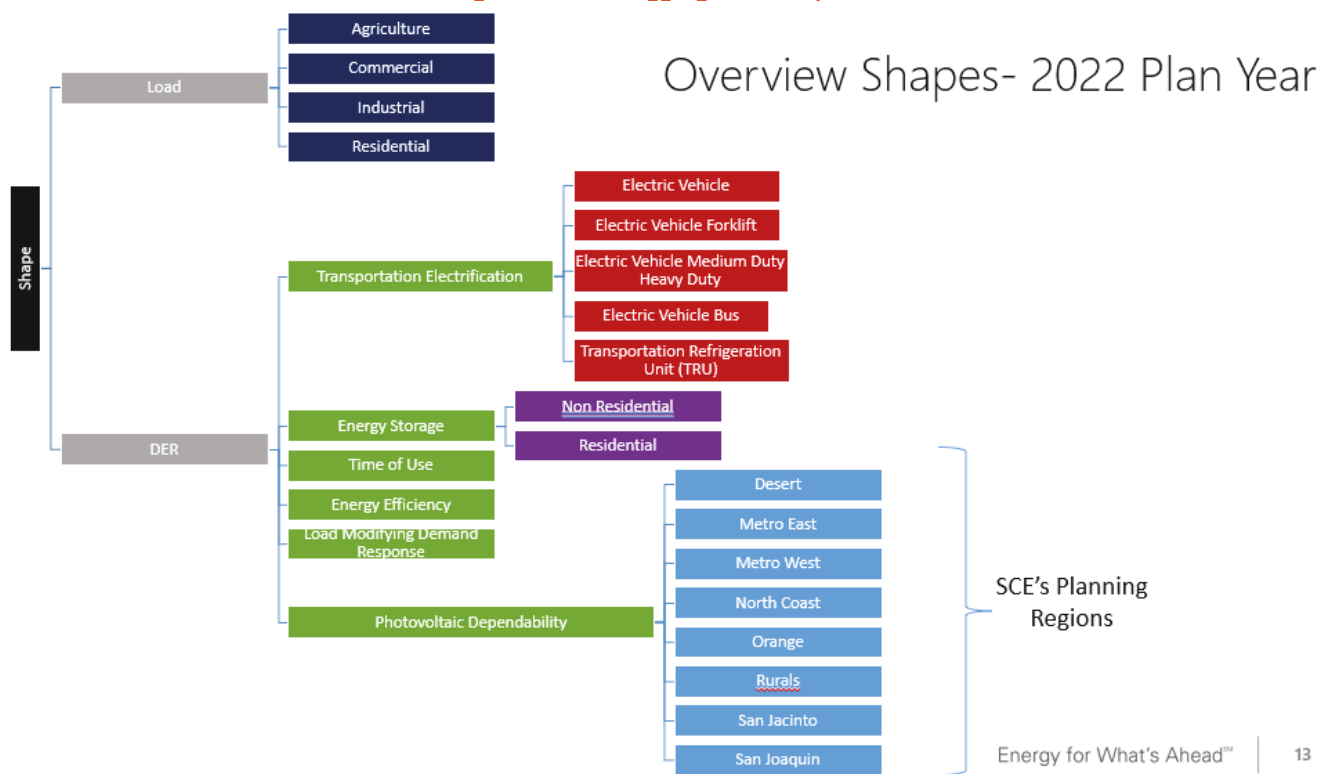 Overview Shapes- 2022 Plan Year
Shape
Load
Agriculture
Commercial
Industrial
Residential
DER
Transportation Electrification
Electric Vehicle
Electric Vehicle Forklift
Electric Vehicle Medium Duty
Heavy Duty
Electric Vehicle Bus
Transportation Refrigeration
Unit (TRU)
Energy Storage
Non Residential
Residential
Time of Use
Energy Efficiency
Load Modifying Demand
Response
Photovoltaic Dependability
Desert
Metro East
Metro West
North Coast
Orange
Rurals
San Jacinto
San Joaquin
SCE's Planning
Regions
Energy for What's Ahead℠
13